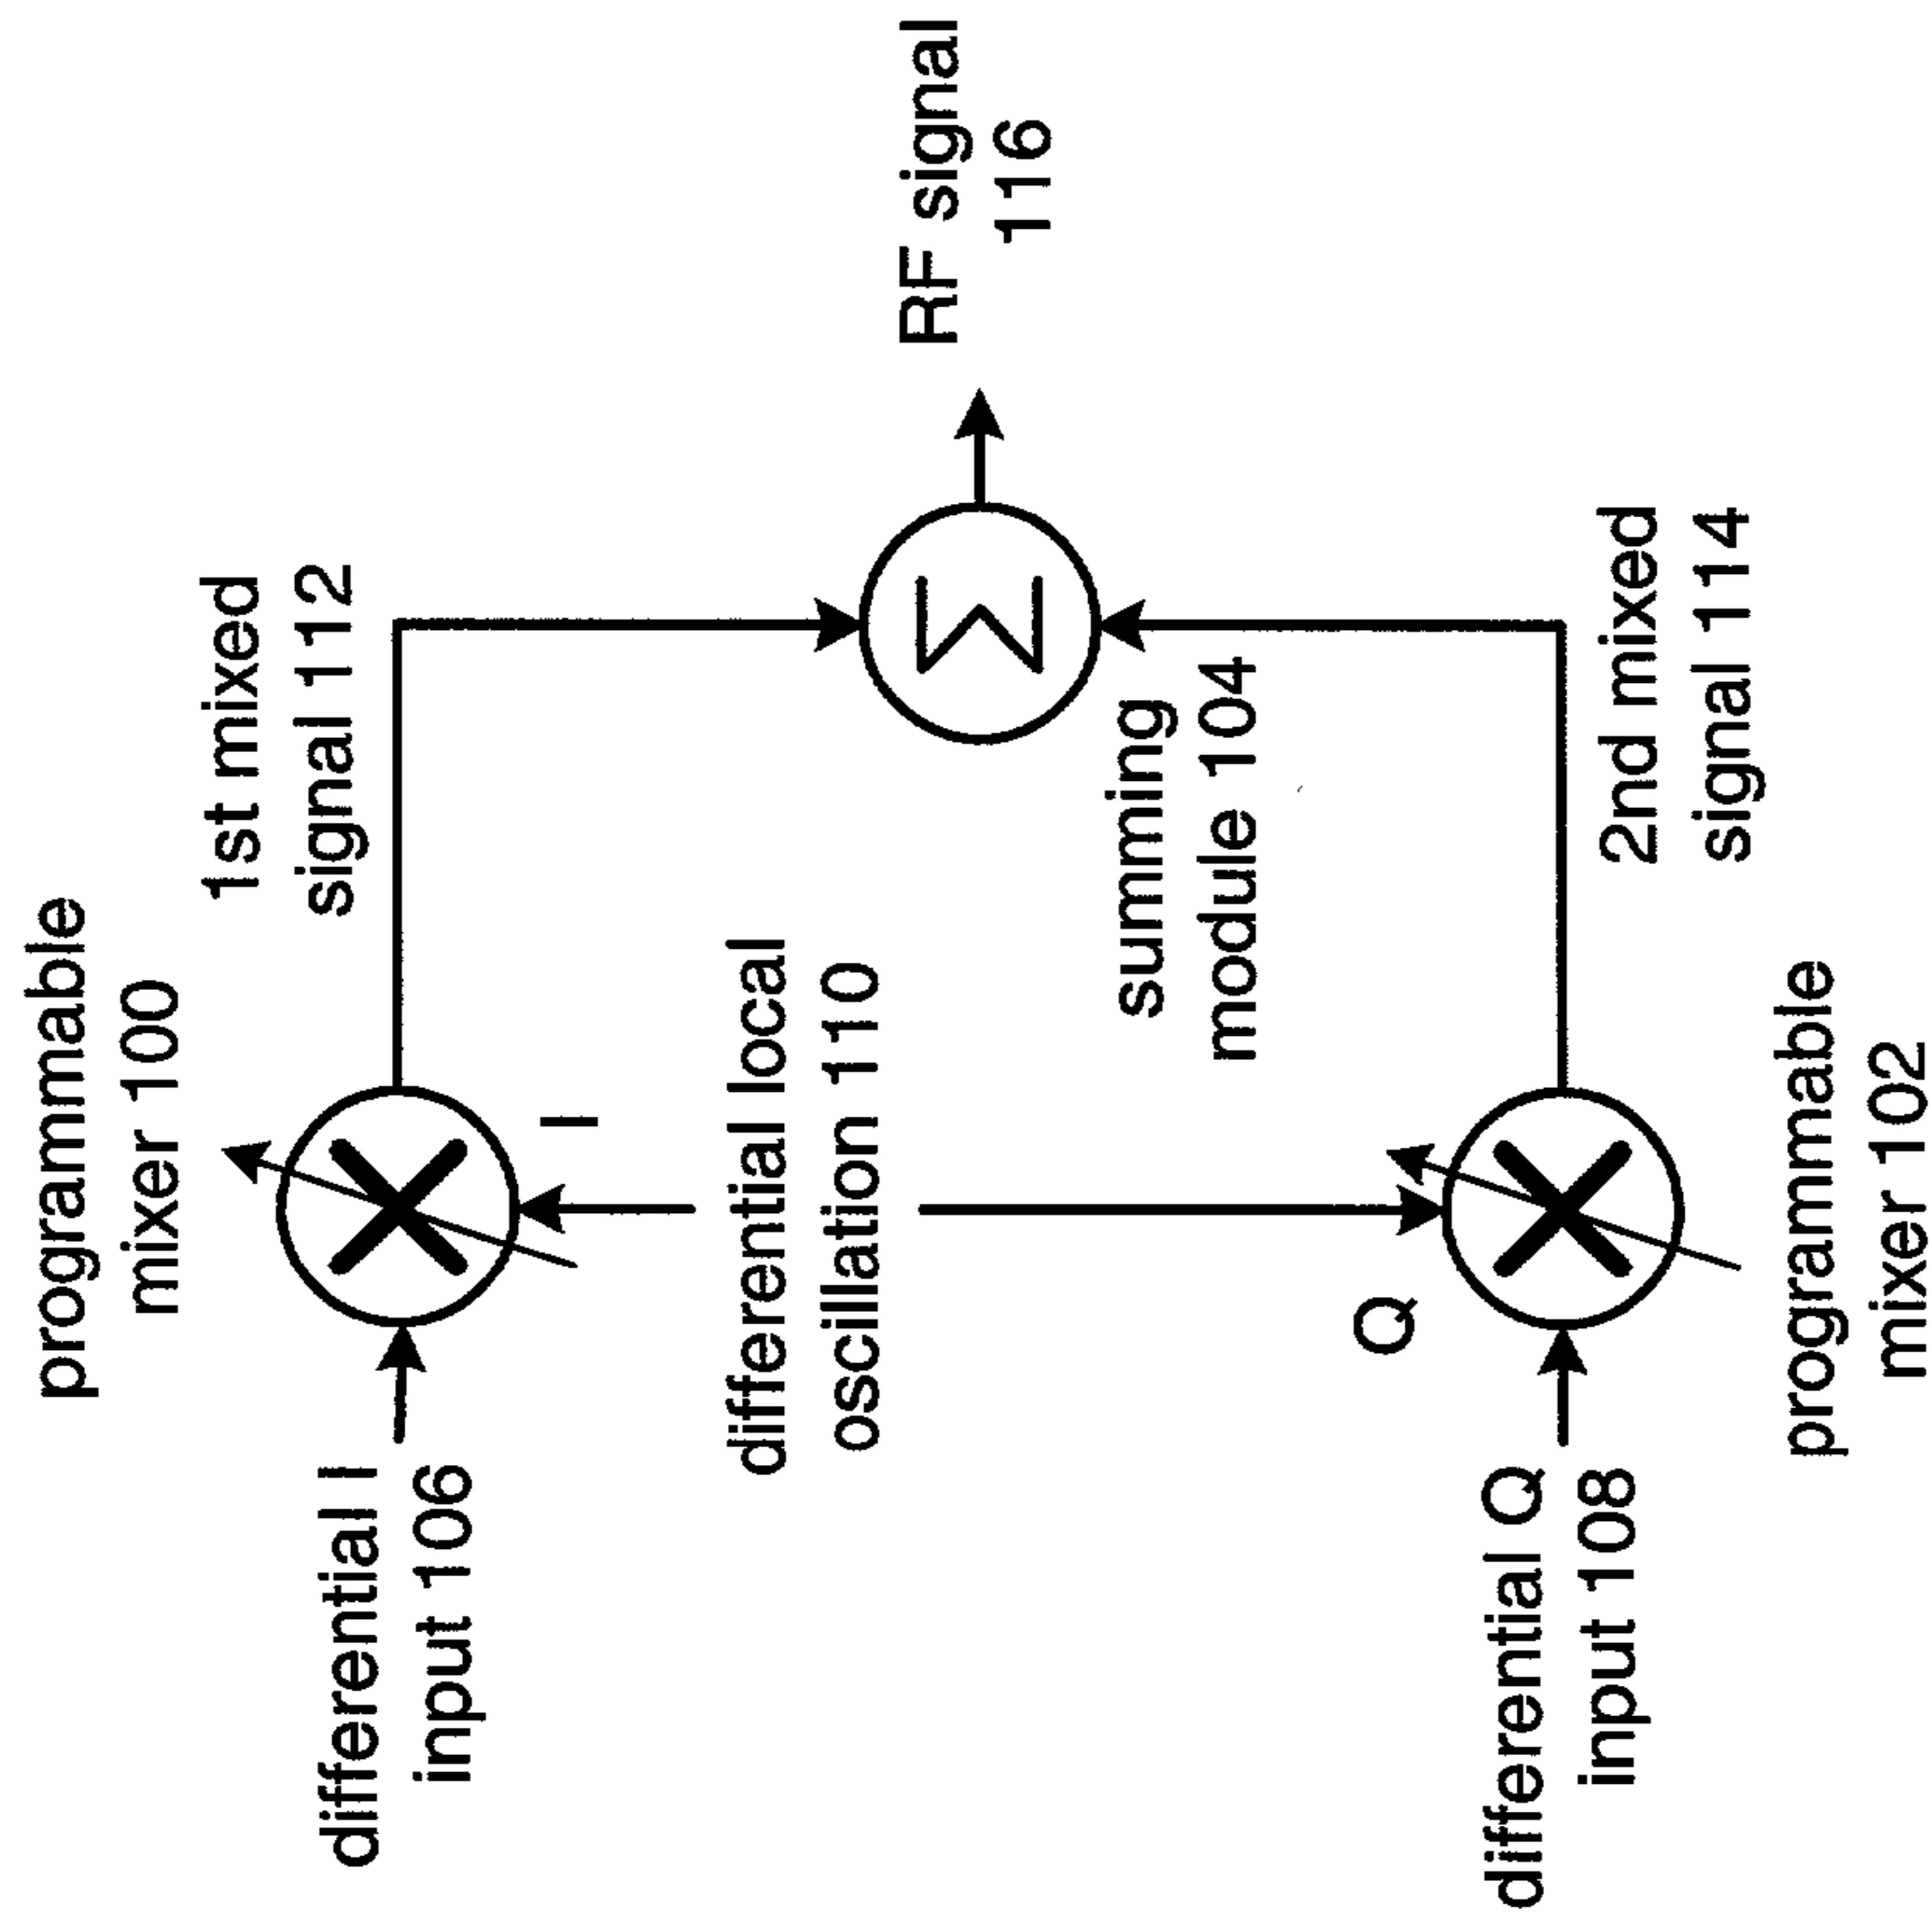 programmable
mixer 100
1st mixed
signal 112
differential I
input 106
I
differential local
oscillation 110
RF signal
116
Σ
summing
module 104
Q
differential Q
input 108
2nd mixed
signal 114
programmable
mixer 102